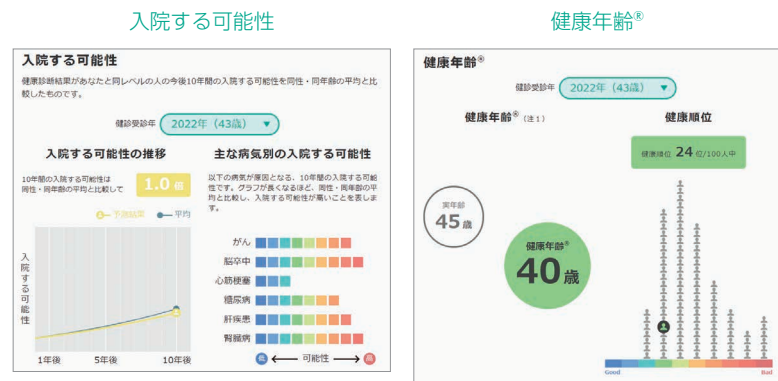 入院する可能性
健康年齢®
入院する可能性
健康診断結果があなたと同レベルの人の今後10年間の入院する可能性を同性・同年齢の平均と比
較したものです。
健診受診年 2022年（43歳） ▼
入院する可能性の推移
10年間の入院する可能性は
同性・同年齢の平均と比較して
1.0 倍
予測結果 平均
入院する可能性
1年後 5年後 10年後
主な病気別の入院する可能性
以下の病気が原因となる、10年間の入院する可能
性です。グラフが長くなるほど、同性・同年齢の平
均と比較し、入院する可能性が高いことを表しま
す。
がん
脳卒中
心筋梗塞
糖尿病
肝疾患
腎臓病
低 ← 可能性 → 高
健康年齢®
健診受診年 2022年（43歳） ▼
健康年齢®（注1）
実年齢
45歳
健康年齢®
40歳
健康順位
健康順位 24 位/100人中
Good Bad